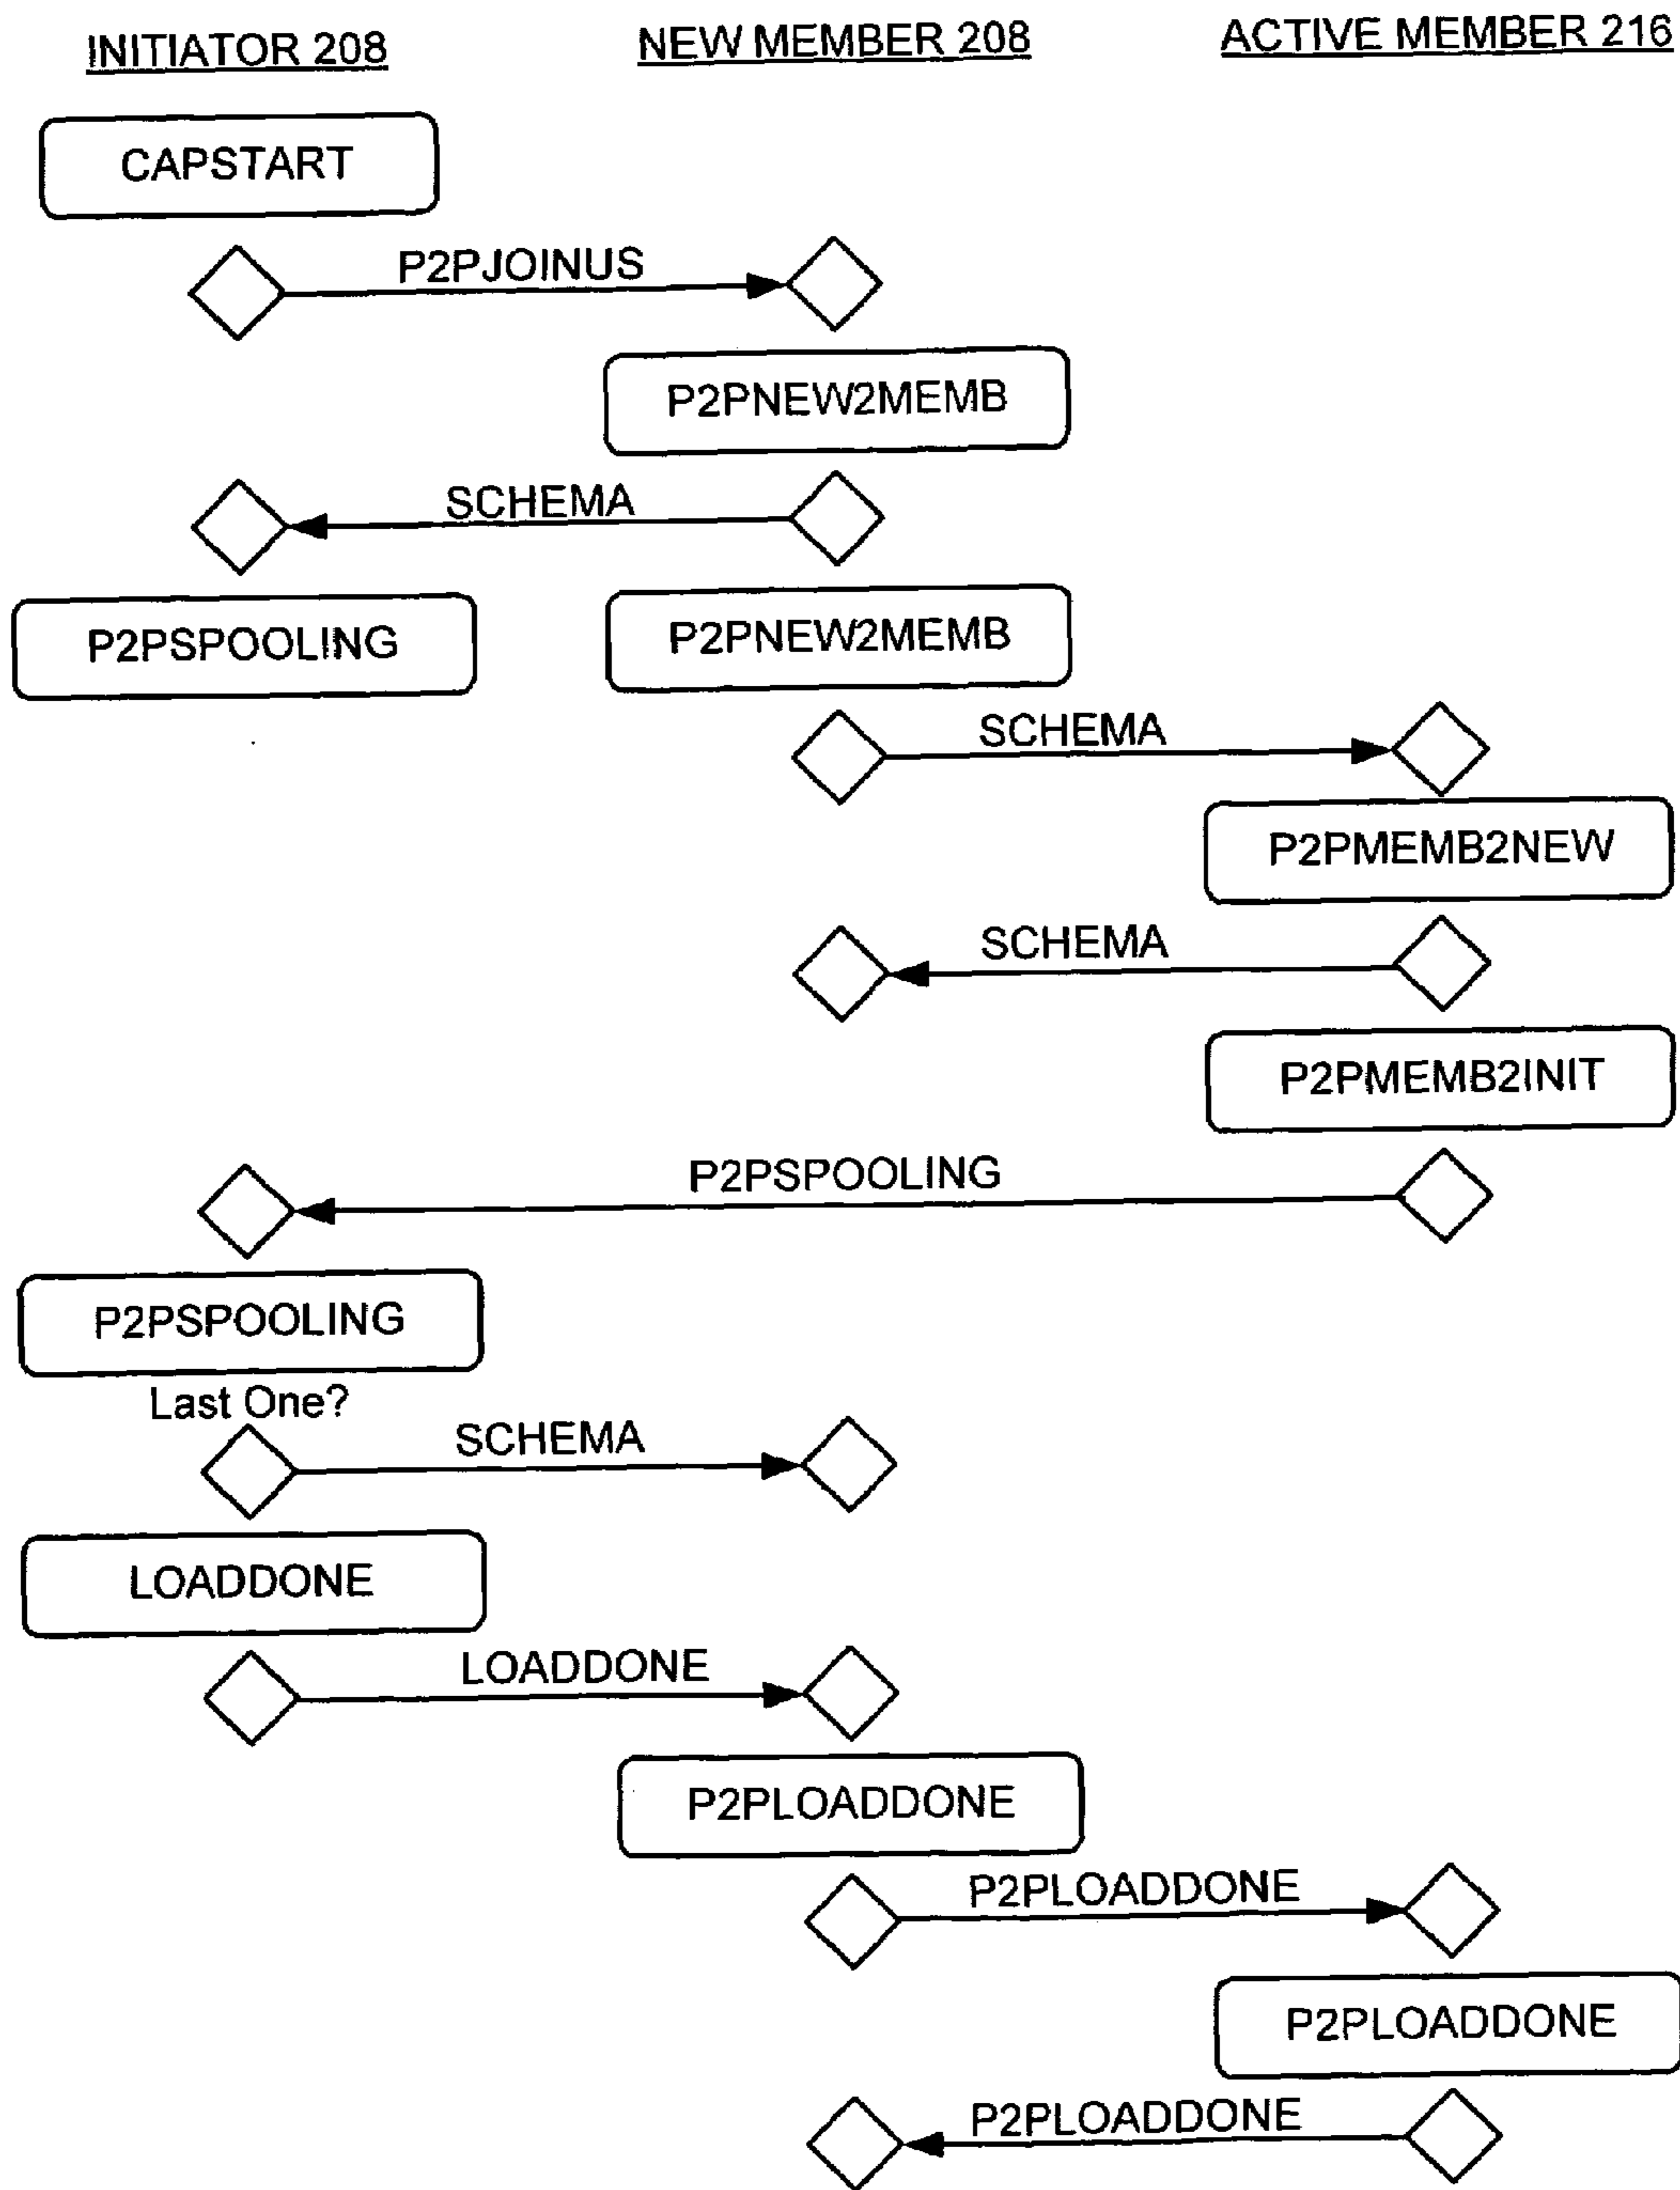 INITIATOR 208
NEW MEMBER 208
ACTIVE MEMBER 216
CAPSTART
P2PJOINUS
P2PNEW2MEMB
SCHEMA
P2PSPOOLING
P2PNEW2MEMB
SCHEMA
P2PMEMB2NEW
SCHEMA
P2PMEMB2INIT
P2PSPOOLING
P2PSPOOLING
Last One?
SCHEMA
LOADDONE
LOADDONE
P2PLOADDONE
P2PLOADDONE
P2PLOADDONE
P2PLOADDONE